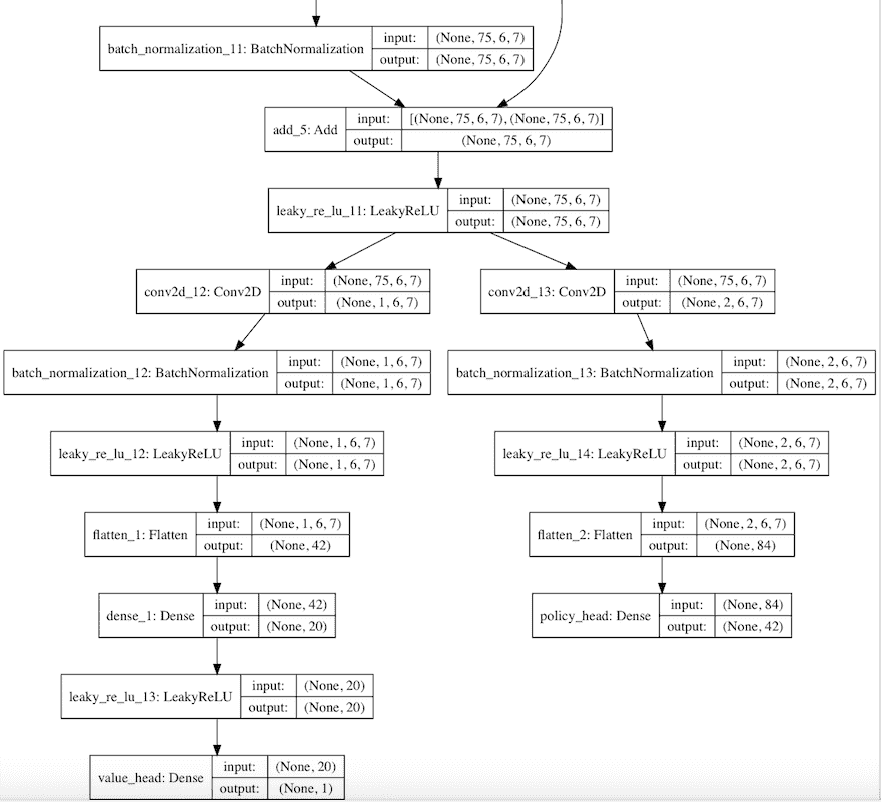 batch_normalization_11: BatchNormalization
input: (None, 75, 6, 7)
output: (None, 75, 6, 7)
add_5: Add
input: [(None, 75, 6, 7), (None, 75, 6, 7)]
output: (None, 75, 6, 7)
leaky_re_lu_11: LeakyReLU
input: (None, 75, 6, 7)
output: (None, 75, 6, 7)
conv2d_12: Conv2D
input: (None, 75, 6, 7)
output: (None, 1, 6, 7)
conv2d_13: Conv2D
input: (None, 75, 6, 7)
output: (None, 2, 6, 7)
batch_normalization_12: BatchNormalization
input: (None, 1, 6, 7)
output: (None, 1, 6, 7)
batch_normalization_13: BatchNormalization
input: (None, 2, 6, 7)
output: (None, 2, 6, 7)
leaky_re_lu_12: LeakyReLU
input: (None, 1, 6, 7)
output: (None, 1, 6, 7)
leaky_re_lu_14: LeakyReLU
input: (None, 2, 6, 7)
output: (None, 2, 6, 7)
flatten_1: Flatten
input: (None, 1, 6, 7)
output: (None, 42)
flatten_2: Flatten
input: (None, 2, 6, 7)
output: (None, 84)
dense_1: Dense
input: (None, 42)
output: (None, 20)
policy_head: Dense
input: (None, 84)
output: (None, 42)
leaky_re_lu_13: LeakyReLU
input: (None, 20)
output: (None, 20)
value_head: Dense
input: (None, 20)
output: (None, 1)